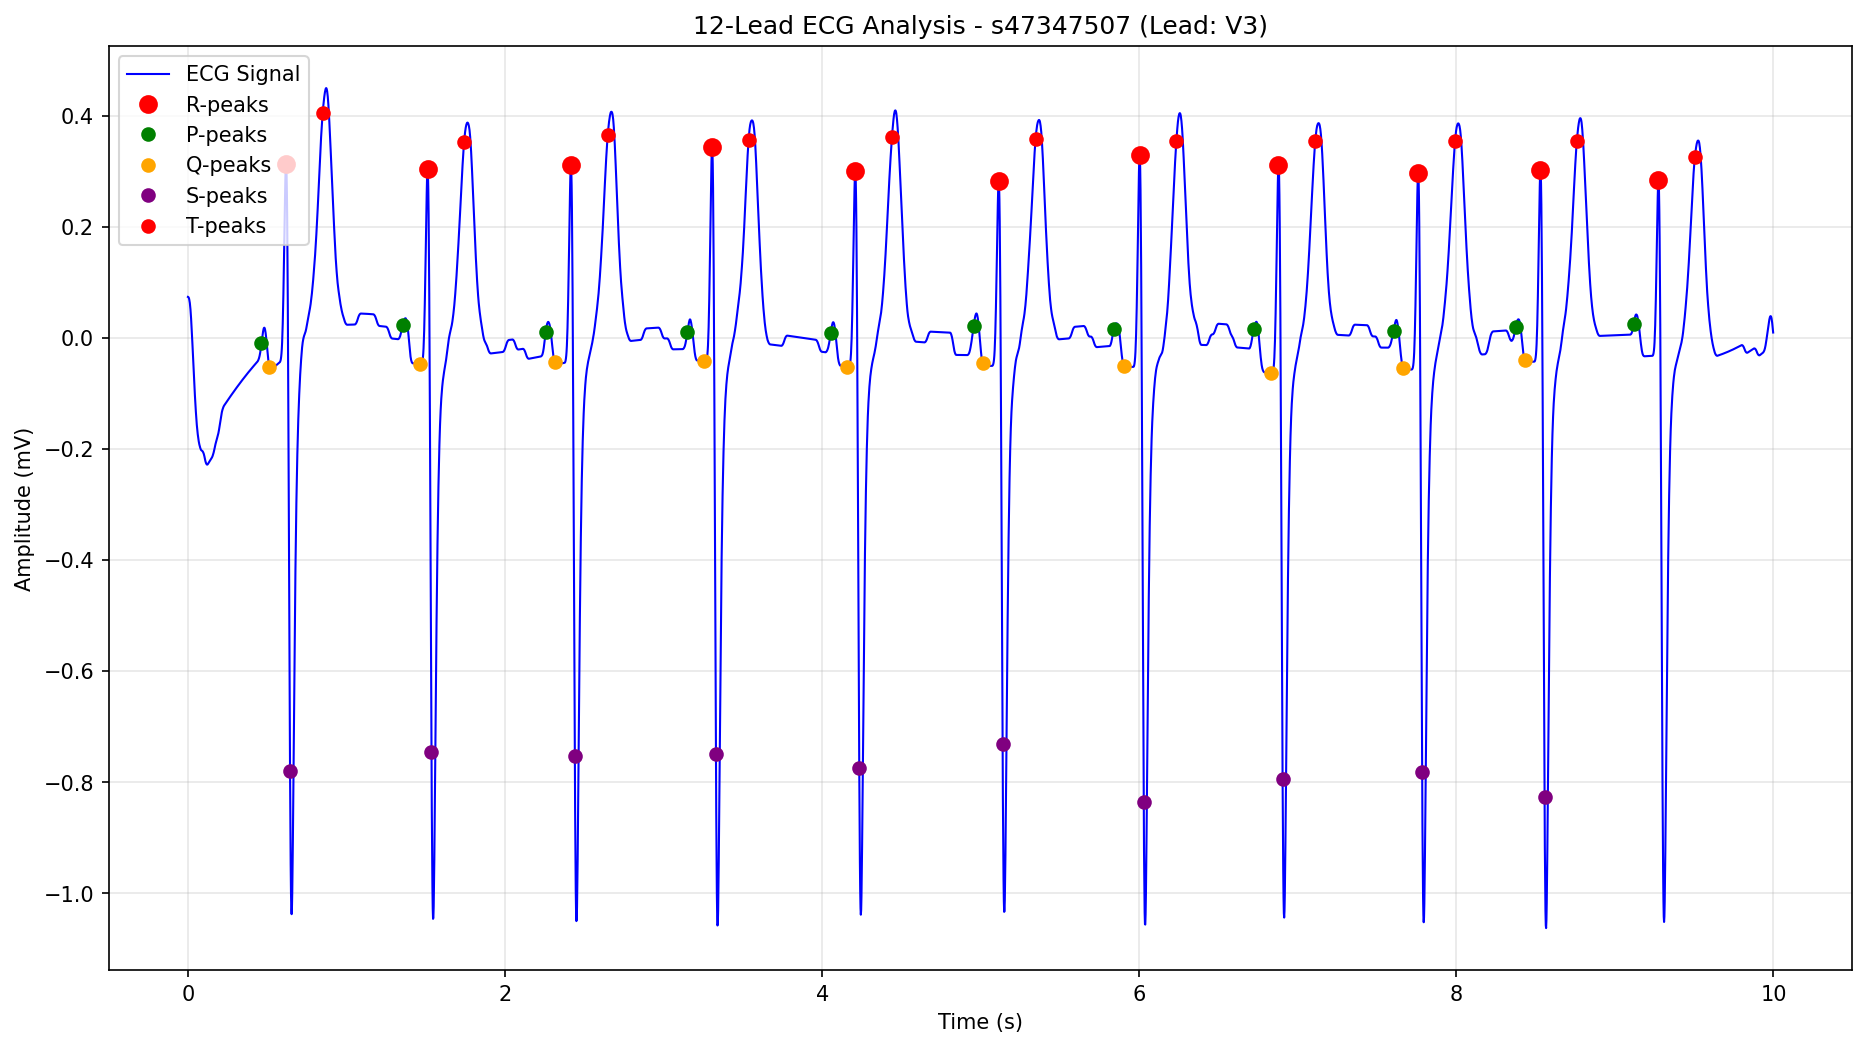 12-Lead ECG Analysis - s47347507 (Lead: V3)
ECG Signal
R-peaks
P-peaks
Q-peaks
S-peaks
T-peaks
0.4
0.2
0.0
−0.2
−0.4
−0.6
−0.8
−1.0
Amplitude (mV)
0 2 4 6 8 10
Time (s)